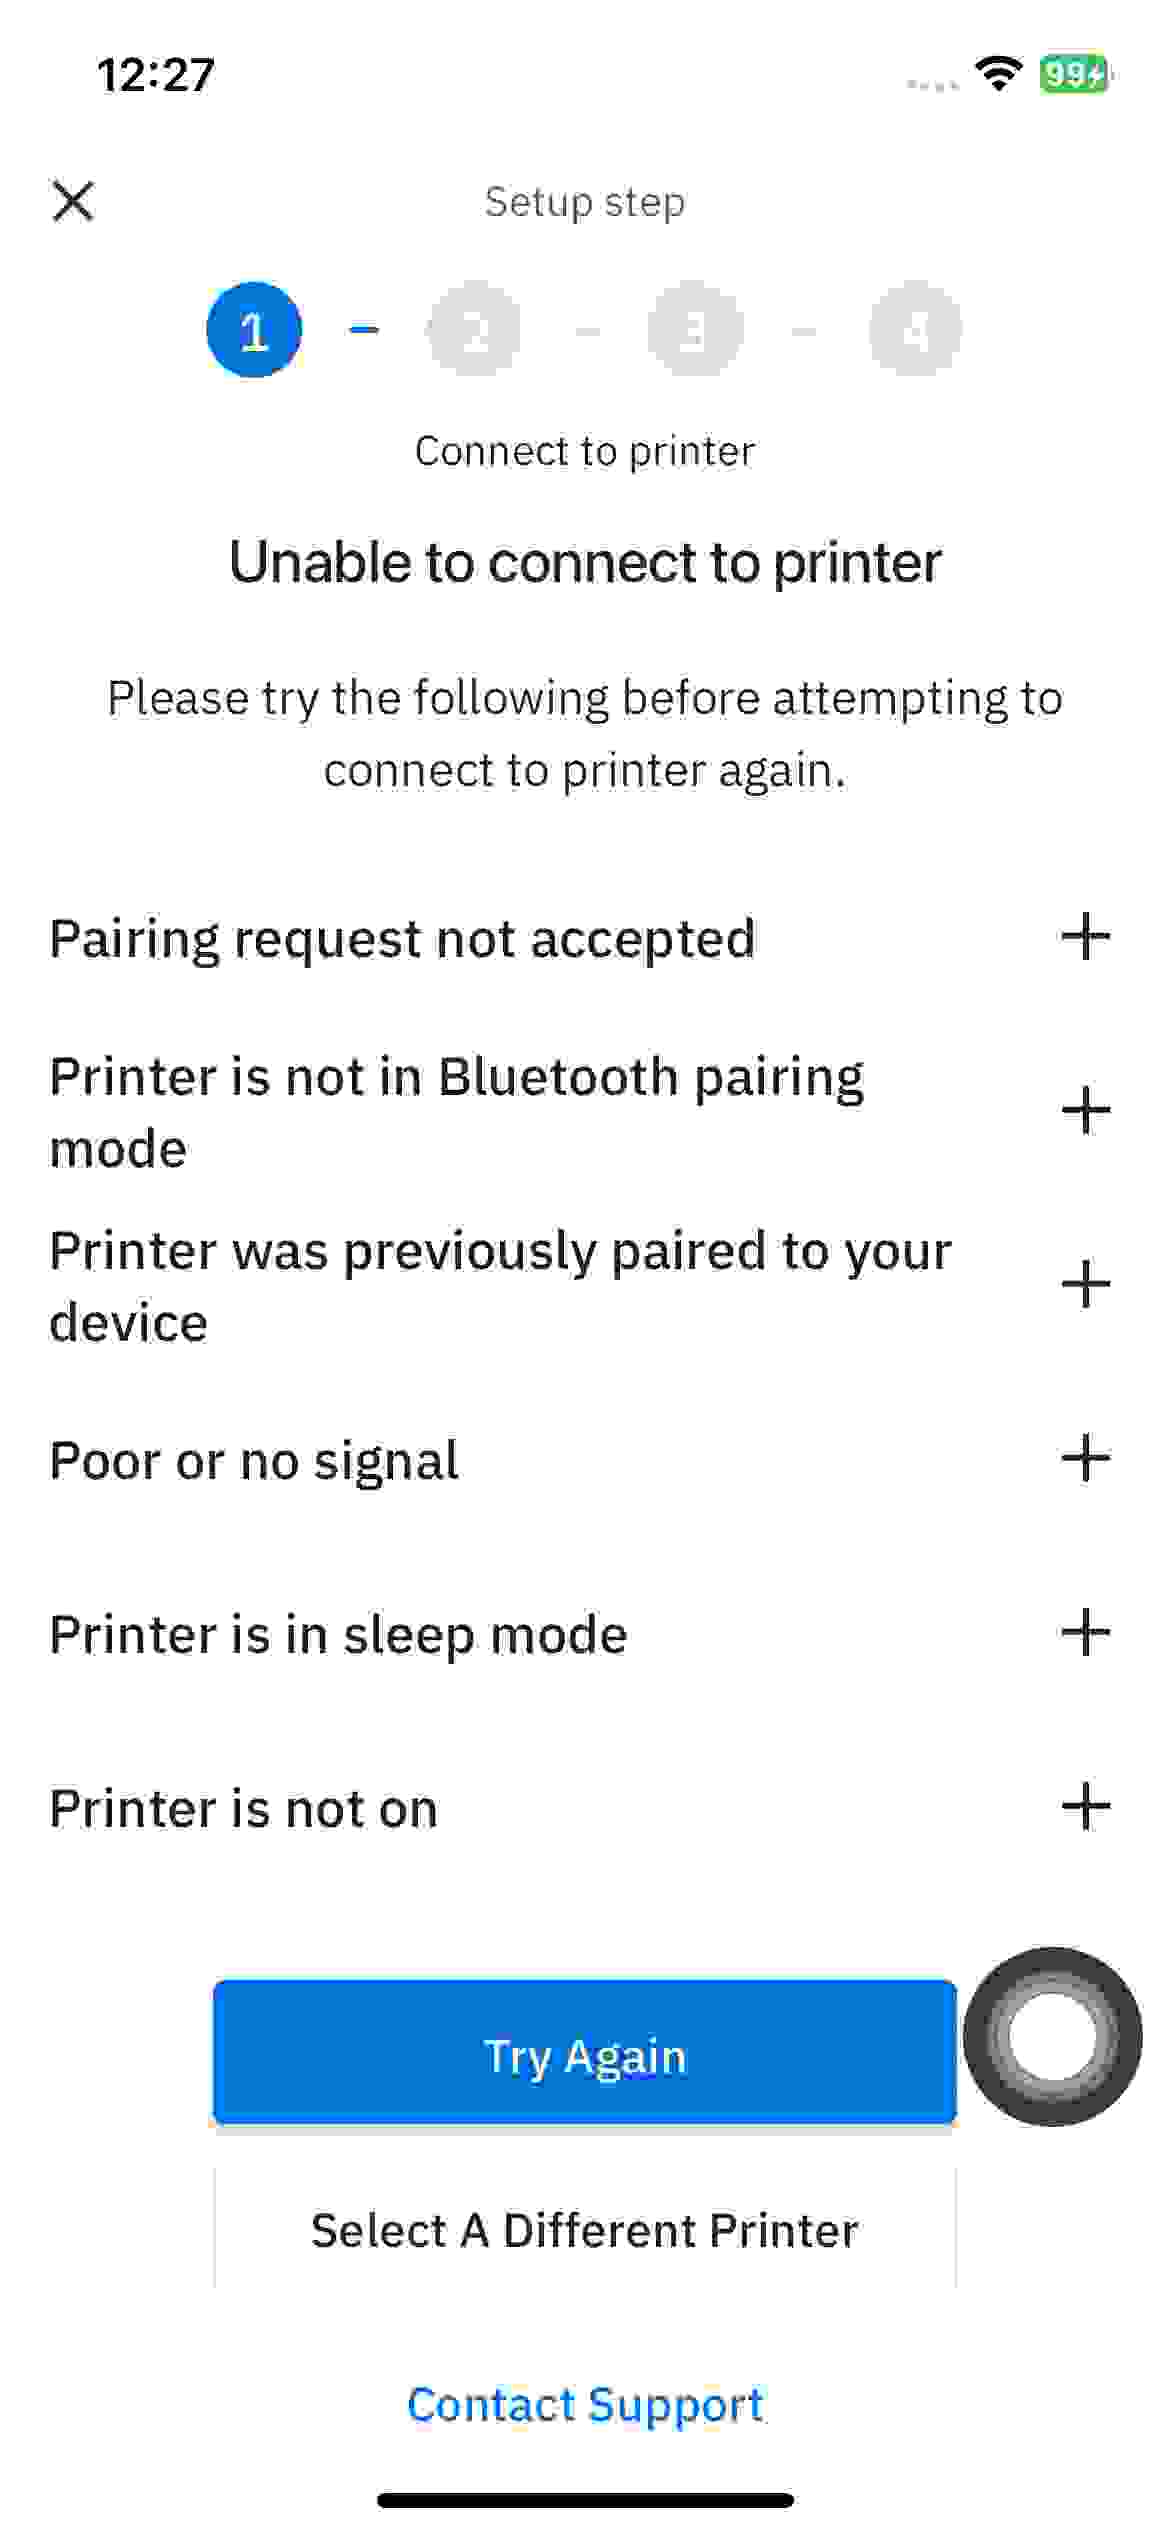 12:27
99
Setup step
1
2
3
4
Connect to printer
Unable to connect to printer
Please try the following before attempting to
connect to printer again.
Pairing request not accepted
Printer is not in Bluetooth pairing
mode
Printer was previously paired to your
device
Poor or no signal
Printer is in sleep mode
Printer is not on
Try Again
Select A Different Printer
Contact Support